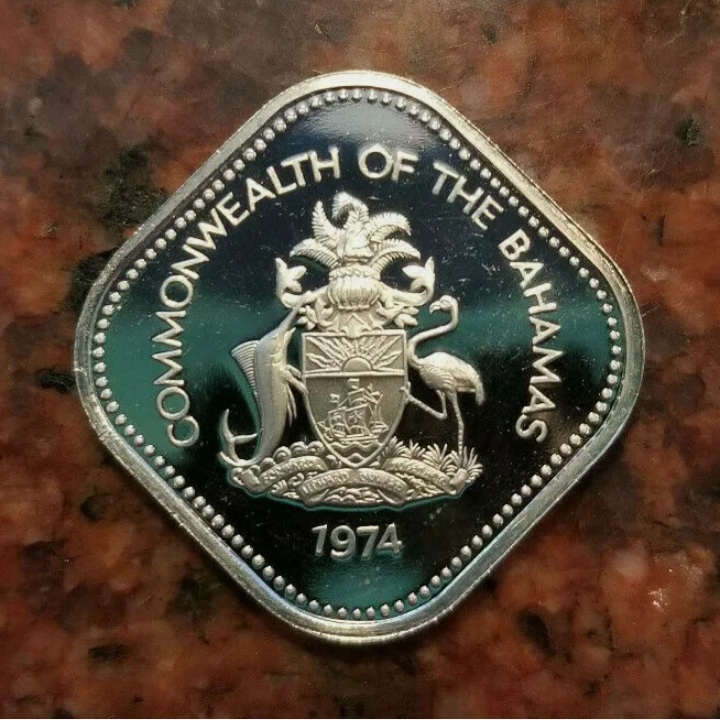 COMMONWEALTH OF THE BAHAMAS
1974